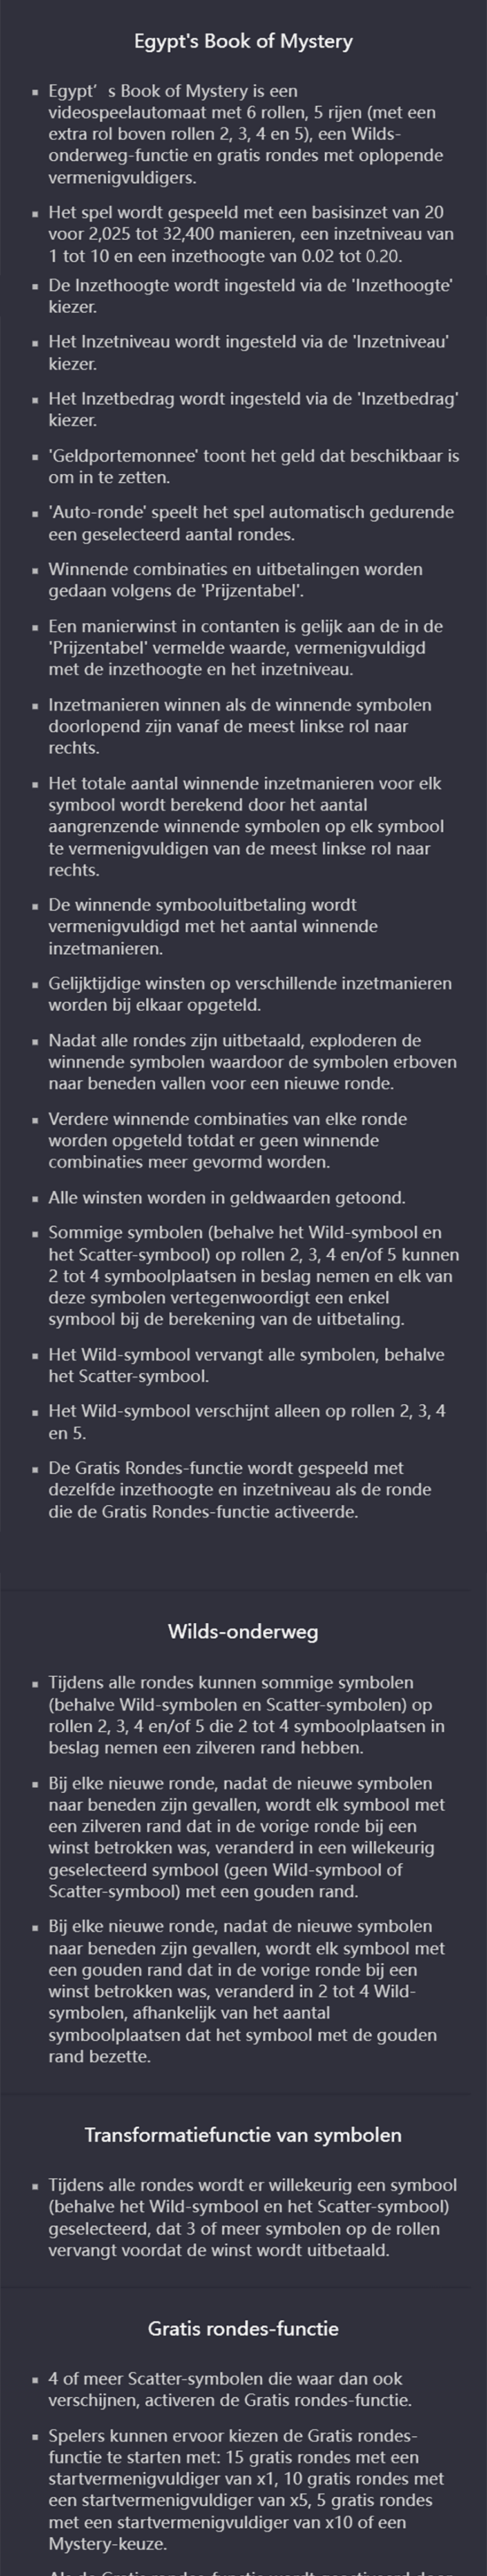 Egypt's Book of Mystery
▪ Egypt’s Book of Mystery is een
videospeelautomaat met 6 rollen, 5 rijen (met een
extra rol boven rollen 2, 3, 4 en 5), een Wilds-
onderweg-functie en gratis rondes met oplopende
vermenigvuldigers.
▪ Het spel wordt gespeeld met een basisinzet van 20
voor 2,025 tot 32,400 manieren, een inzetniveau van
1 tot 10 en een inzethoogte van 0.02 tot 0.20.
▪ De Inzethoogte wordt ingesteld via de 'Inzethoogte'
kiezer.
▪ Het Inzetniveau wordt ingesteld via de 'Inzetniveau'
kiezer.
▪ Het Inzetbedrag wordt ingesteld via de 'Inzetbedrag'
kiezer.
▪ 'Geldportemonnee' toont het geld dat beschikbaar is
om in te zetten.
▪ 'Auto-ronde' speelt het spel automatisch gedurende
een geselecteerd aantal rondes.
▪ Winnende combinaties en uitbetalingen worden
gedaan volgens de 'Prijzentabel'.
▪ Een manierwinst in contanten is gelijk aan de in de
'Prijzentabel' vermelde waarde, vermenigvuldigd
met de inzethoogte en het inzetniveau.
▪ Inzetmanieren winnen als de winnende symbolen
doorlopend zijn vanaf de meest linkse rol naar
rechts.
▪ Het totale aantal winnende inzetmanieren voor elk
symbool wordt berekend door het aantal
aangrenzende winnende symbolen op elk symbool
te vermenigvuldigen van de meest linkse rol naar
rechts.
▪ De winnende symbooluitbetaling wordt
vermenigvuldigd met het aantal winnende
inzetmanieren.
▪ Gelijktijdige winsten op verschillende inzetmanieren
worden bij elkaar opgeteld.
▪ Nadat alle rondes zijn uitbetaald, exploderen de
winnende symbolen waardoor de symbolen erboven
naar beneden vallen voor een nieuwe ronde.
▪ Verdere winnende combinaties van elke ronde
worden opgeteld totdat er geen winnende
combinaties meer gevormd worden.
▪ Alle winsten worden in geldwaarden getoond.
▪ Sommige symbolen (behalve het Wild-symbool en
het Scatter-symbool) op rollen 2, 3, 4 en/of 5 kunnen
2 tot 4 symboolplaatsen in beslag nemen en elk van
deze symbolen vertegenwoordigt een enkel
symbool bij de berekening van de uitbetaling.
▪ Het Wild-symbool vervangt alle symbolen, behalve
het Scatter-symbool.
▪ Het Wild-symbool verschijnt alleen op rollen 2, 3, 4
en 5.
▪ De Gratis Rondes-functie wordt gespeeld met
dezelfde inzethoogte en inzetniveau als de ronde
die de Gratis Rondes-functie activeerde.
Wilds-onderweg
▪ Tijdens alle rondes kunnen sommige symbolen
(behalve Wild-symbolen en Scatter-symbolen) op
rollen 2, 3, 4 en/of 5 die 2 tot 4 symboolplaatsen in
beslag nemen een zilveren rand hebben.
▪ Bij elke nieuwe ronde, nadat de nieuwe symbolen
naar beneden zijn gevallen, wordt elk symbool met
een zilveren rand dat in de vorige ronde bij een
winst betrokken was, veranderd in een willekeurig
geselecteerd symbool (geen Wild-symbool of
Scatter-symbool) met een gouden rand.
▪ Bij elke nieuwe ronde, nadat de nieuwe symbolen
naar beneden zijn gevallen, wordt elk symbool met
een gouden rand dat in de vorige ronde bij een
winst betrokken was, veranderd in 2 tot 4 Wild-
symbolen, afhankelijk van het aantal
symboolplaatsen dat het symbool met de gouden
rand bezette.
Transformatiefunctie van symbolen
▪ Tijdens alle rondes wordt er willekeurig een symbool
(behalve het Wild-symbool en het Scatter-symbool)
geselecteerd, dat 3 of meer symbolen op de rollen
vervangt voordat de winst wordt uitbetaald.
Gratis rondes-functie
▪ 4 of meer Scatter-symbolen die waar dan ook
verschijnen, activeren de Gratis rondes-functie.
▪ Spelers kunnen ervoor kiezen de Gratis rondes-
functie te starten met: 15 gratis rondes met een
startvermenigvuldiger van x1, 10 gratis rondes met
een startvermenigvuldiger van x5, 5 gratis rondes
met een startvermenigvuldiger van x10 of een
Mystery-keuze.